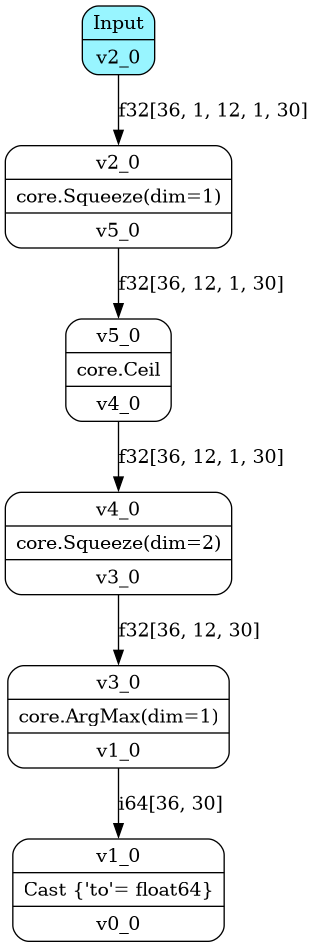 Input
v2_0
f32[36, 1, 12, 1, 30]
v2_0
core.Squeeze(dim=1)
v5_0
f32[36, 12, 1, 30]
v5_0
core.Ceil
v4_0
f32[36, 12, 1, 30]
v4_0
core.Squeeze(dim=2)
v3_0
f32[36, 12, 30]
v3_0
core.ArgMax(dim=1)
v1_0
i64[36, 30]
v1_0
Cast {'to'= float64}
v0_0